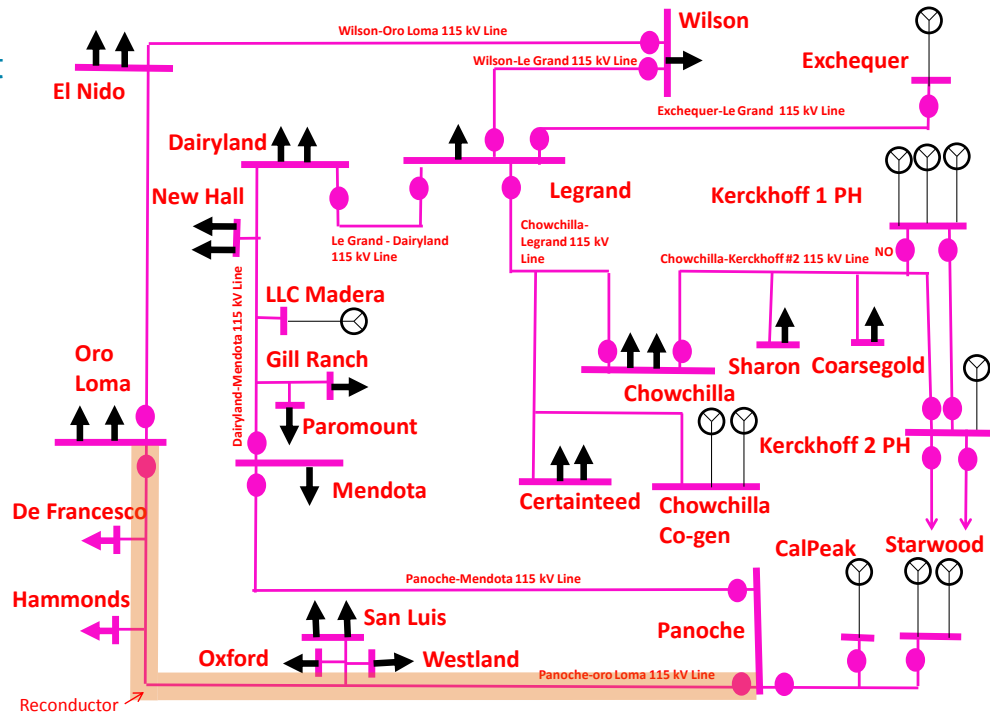 Wilson-Oro Loma 115 kV Line
Wilson
Wilson-Le Grand 115 kV Line
Exchequer
El Nido
Exchequer-Le Grand 115 kV Line
Dairyland
Legrand
Kerckhoff 1 PH
New Hall
Le Grand - Dairyland
115 kV Line
Chowchilla-
Legrand 115 kV
Line
NO
Chowchilla-Kerckhoff #2 115 kV Line
LLC Madera
Dairyland-Mendota 115 kV Line
Gill Ranch
Oro
Loma
Paromount
Chowchilla
Sharon
Coarsegold
Kerckhoff 2 PH
Mendota
Certainteed
Chowchilla
Co-gen
De Francesco
CalPeak
Starwood
Panoche-Mendota 115 kV Line
Hammonds
San Luis
Panoche
Oxford
Westland
Panoche-oro Loma 115 kV Line
Reconductor